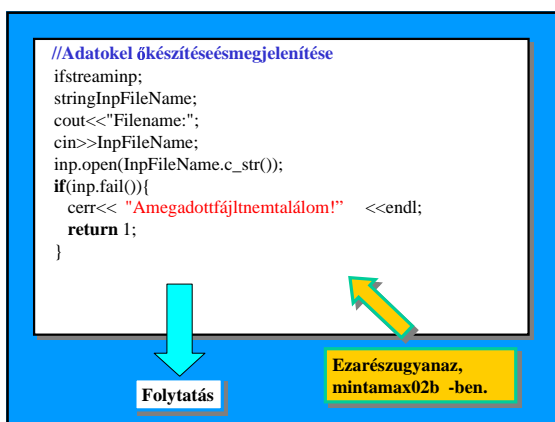 //Adatokel őkészítéseésmegjelenítése
ifstreaminp;
stringInpFileName;
cout<<"Filename:";
cin>>InpFileName;
inp.open(InpFileName.c_str());
if(inp.fail()){
cerr<< "Amegadottfájltnemtalálom!” <<endl;
return 1;
}
Ezarészugyanaz,
mintamax02b -ben.
Folytatás